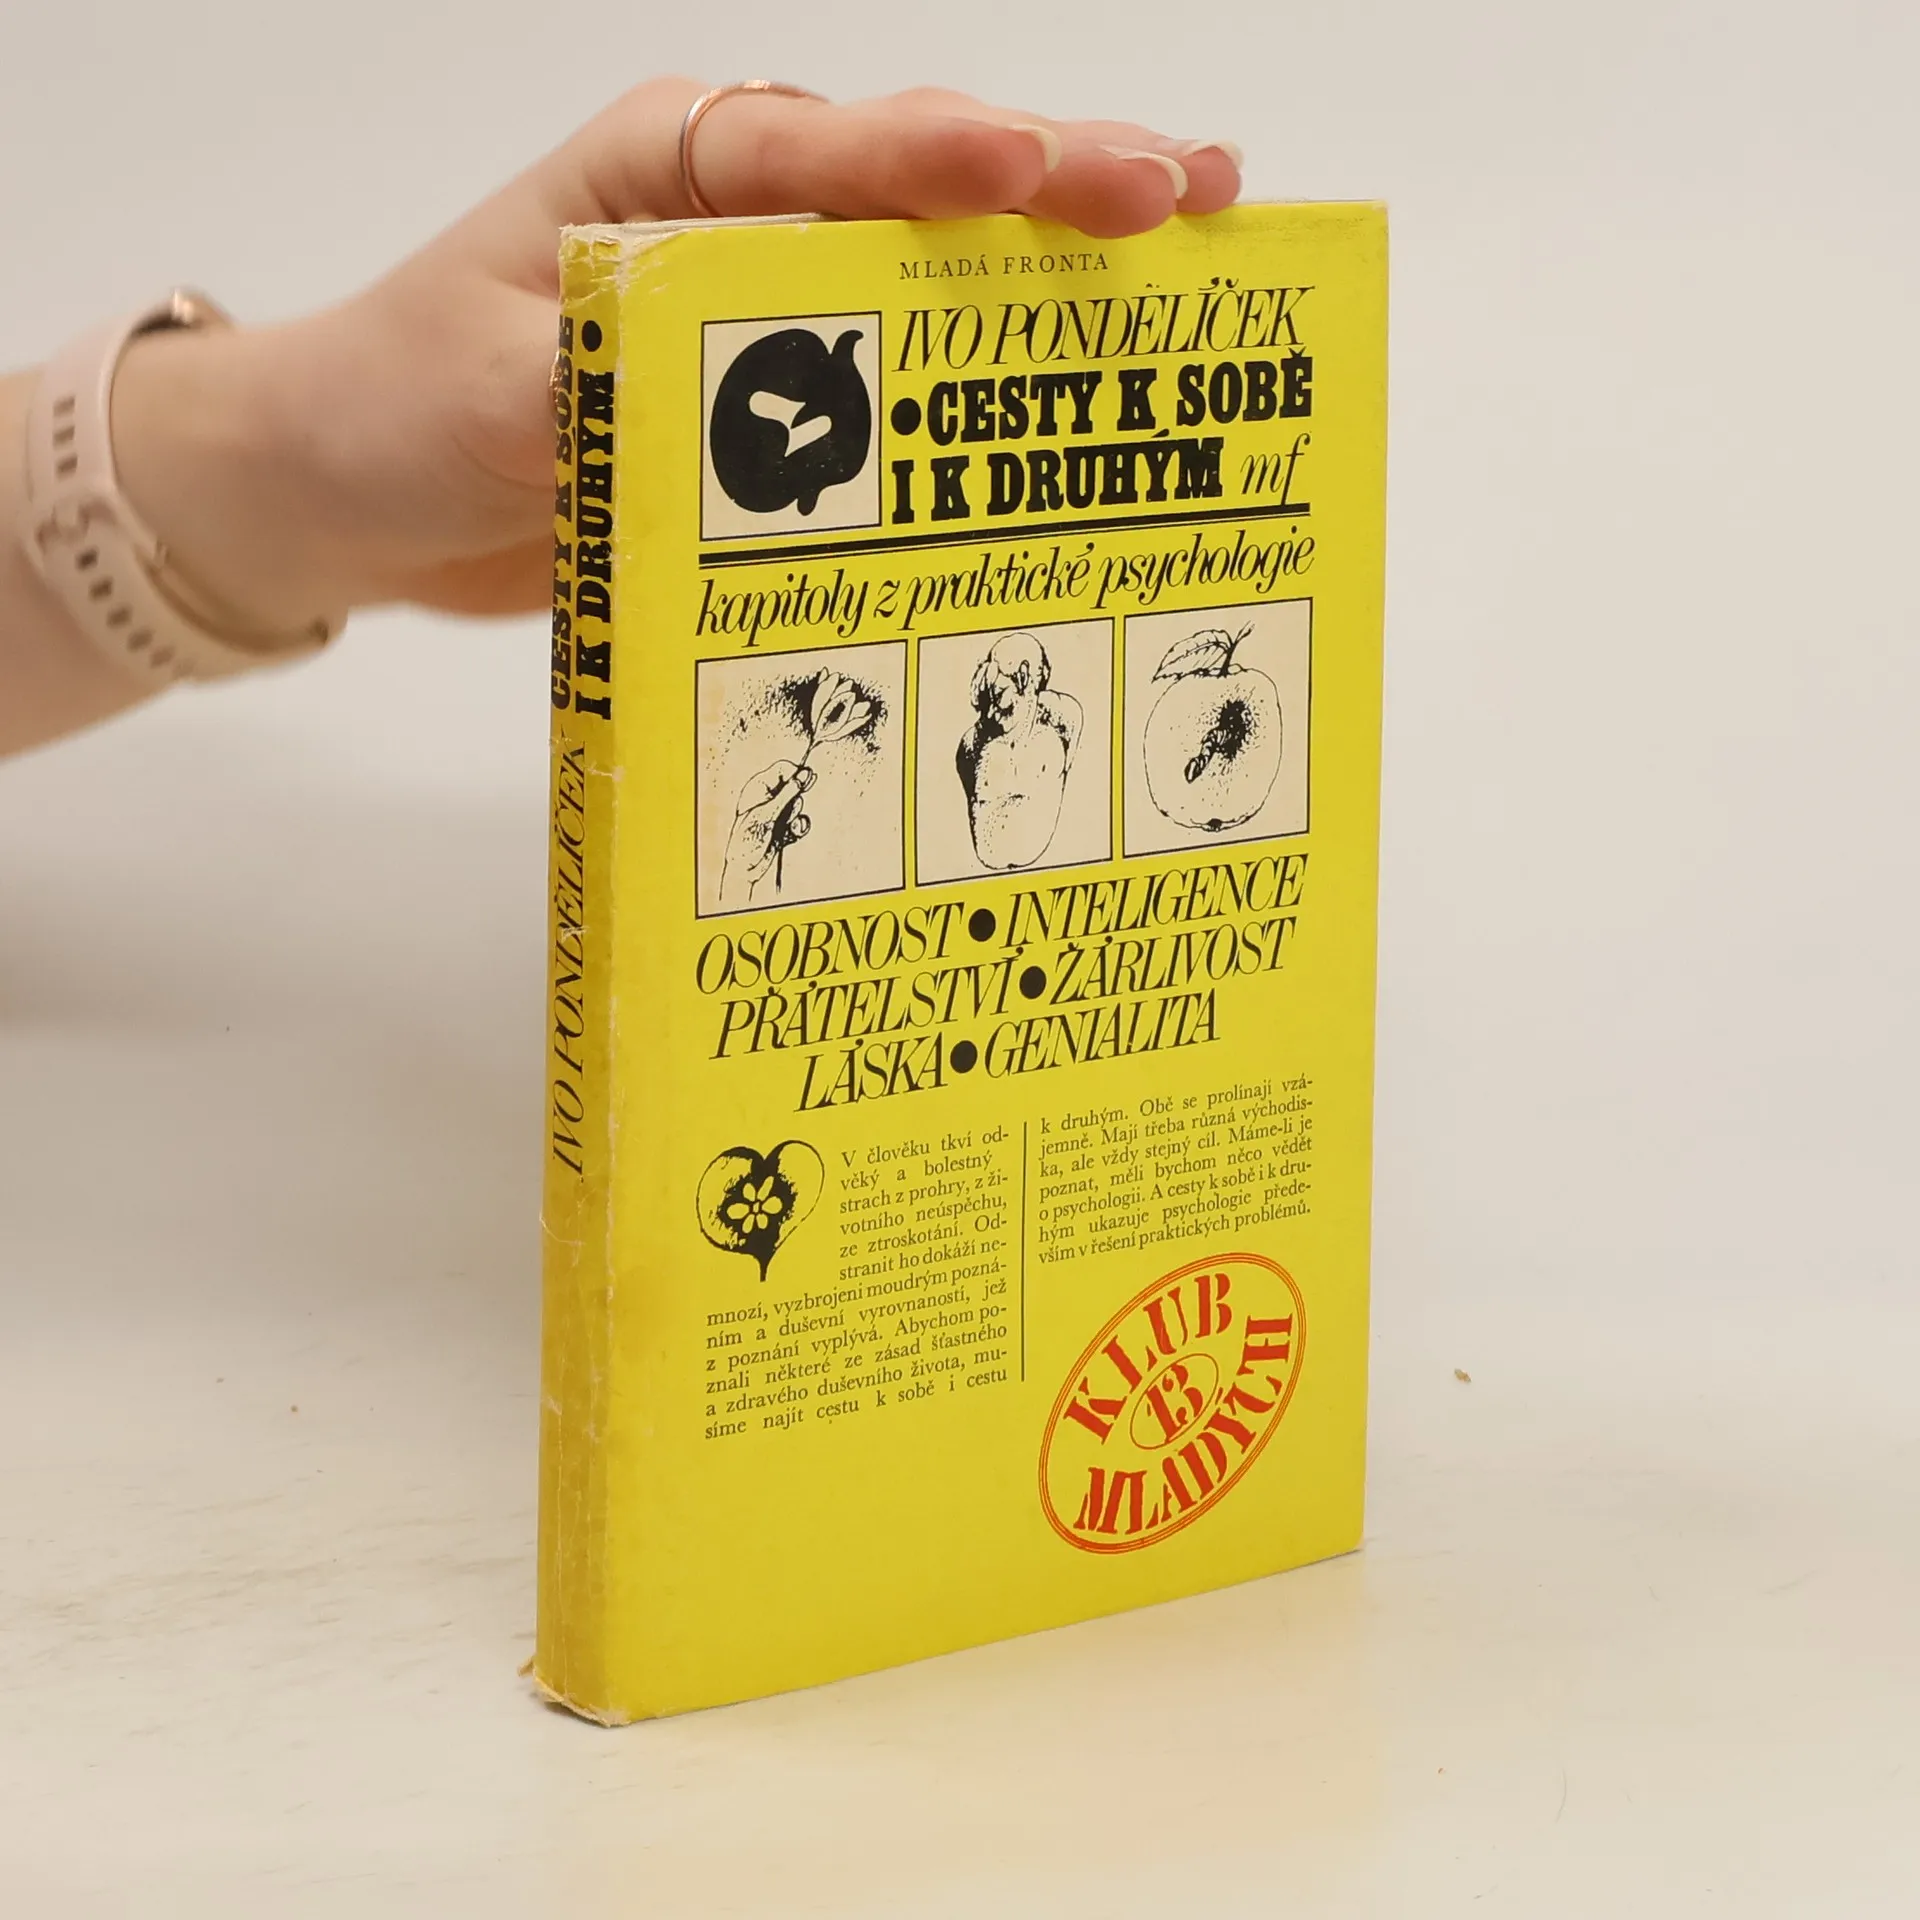 MLADÁ FRONTA
IVO PONDĚLÍČEK
•CESTY K SOBĚ
I K DRUHÝM mf
kapitoly z praktické psychologie
OSOBNOST•INTELIGENCE
PŘÁTELSTVÍ•ŽÁRLIVOST
LÁSKA•GENIALITA
V člověku tkví od-
věký a bolestný
strach z prohry, z ži-
votního neúspěchu,
ze ztroskotání. Od-
stranit ho dokáží ne-
mnozí, vyzbrojeni moudrým pozná-
ním a duševní vyrovnaností, jež
z poznání vyplývá. Abychom po-
znali některé ze zásad šťastného
a zdravého duševního života, mu-
síme najít cestu k sobě i cestu
k druhým. Obě se prolínají vzá-
jemně. Mají třeba různá východis-
ka, ale vždy stejný cíl. Máme-li je
poznat, měli bychom něco vědět
o psychologii. A cesty k sobě i k dru-
hým ukazuje psychologie přede-
vším v řešení praktických problémů.
KLUB
13
MLADÝCH
IVO PONDĚLÍČEK
CESTY K SOBĚ •
I K DRUHÝM